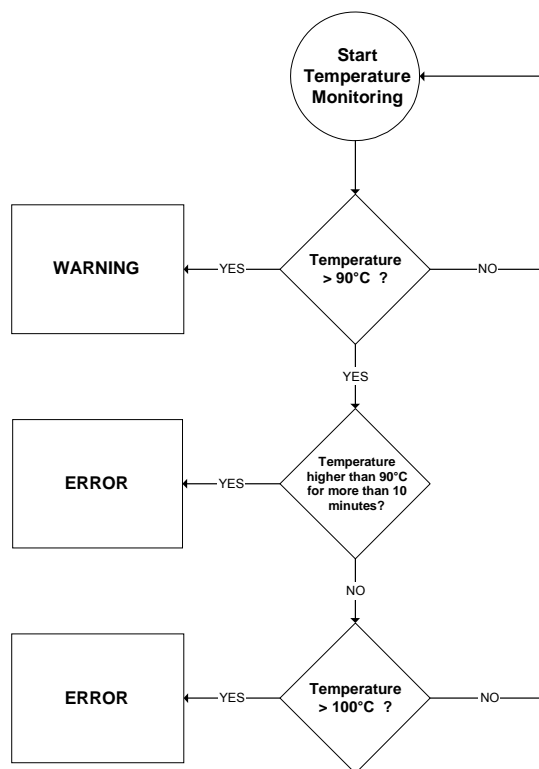 Start
Temperature
Monitoring
WARNING
YES
Temperature
> 90°C ?
NO
YES
ERROR
YES
Temperature
higher than 90°C
for more than 10
minutes?
NO
ERROR
YES
Temperature
> 100°C ?
NO